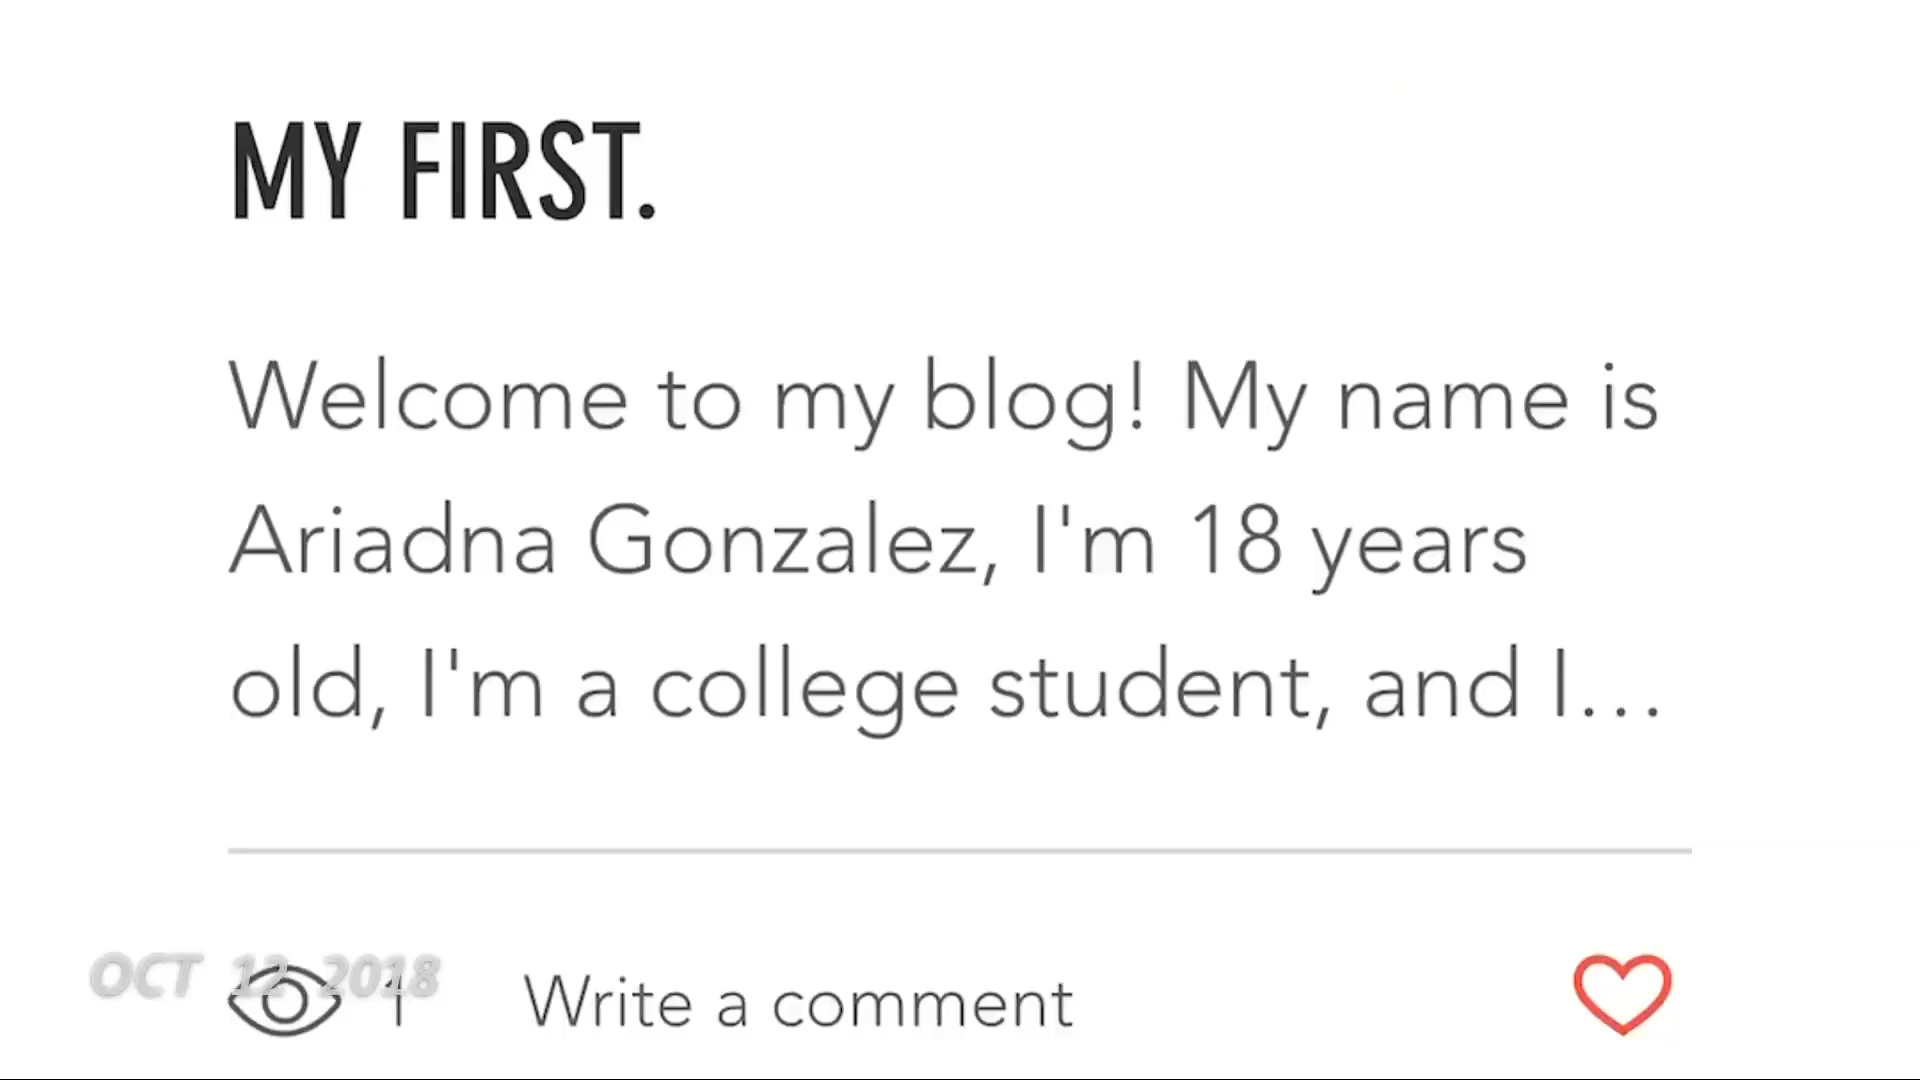 MY FIRST.
Welcome to my blog! My name is
Ariadna Gonzalez, I'm 18 years
old, I'm a college student, and I...
OCT 12 2018
1 Write a comment